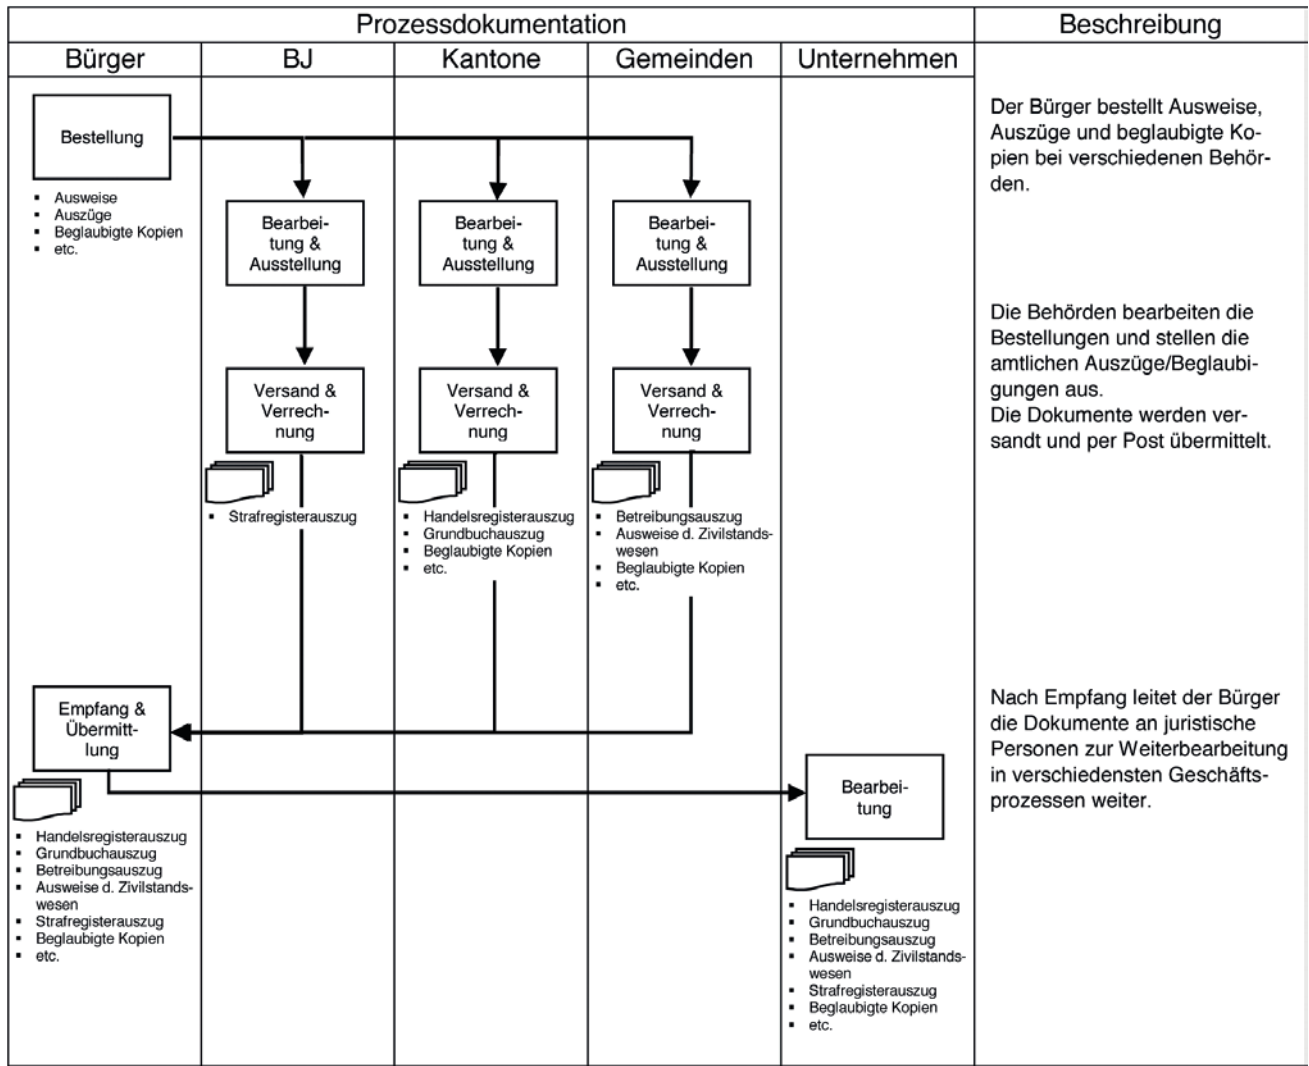 Prozessdokumentation
Beschreibung
Bürger
BJ
Kantone
Gemeinden
Unternehmen
Bestellung
▪ Ausweise
▪ Auszüge
▪ Beglaubigte Kopien
▪ etc.
Der Bürger bestellt Ausweise,
Auszüge und beglaubigte Ko-
pien bei verschiedenen Behör-
den.
Bearbei-
tung &
Ausstellung
Bearbei-
tung &
Ausstellung
Bearbei-
tung &
Ausstellung
Die Behörden bearbeiten die
Bestellungen und stellen die
amtlichen Auszüge/Beglaubi-
gungen aus.
Die Dokumente werden ver-
sandt und per Post übermittelt.
Versand &
Verrech-
nung
Versand &
Verrech-
nung
Versand &
Verrech-
nung
▪ Strafregisterauszug
▪ Handelsregisterauszug
▪ Grundbuchauszug
▪ Beglaubigte Kopien
▪ etc.
▪ Betreibungsauszug
▪ Ausweise d. Zivilstands-
wesen
▪ Beglaubigte Kopien
▪ etc.
Empfang &
Übermitt-
lung
Nach Empfang leitet der Bürger
die Dokumente an juristische
Personen zur Weiterbearbeitung
in verschiedensten Geschäfts-
prozessen weiter.
▪ Handelsregisterauszug
▪ Grundbuchauszug
▪ Betreibungsauszug
▪ Ausweise d. Zivilstands-
wesen
▪ Strafregisterauszug
▪ Beglaubigte Kopien
▪ etc.
Bearbei-
tung
▪ Handelsregisterauszug
▪ Grundbuchauszug
▪ Betreibungsauszug
▪ Ausweise d. Zivilstands-
wesen
▪ Strafregisterauszug
▪ Beglaubigte Kopien
▪ etc.